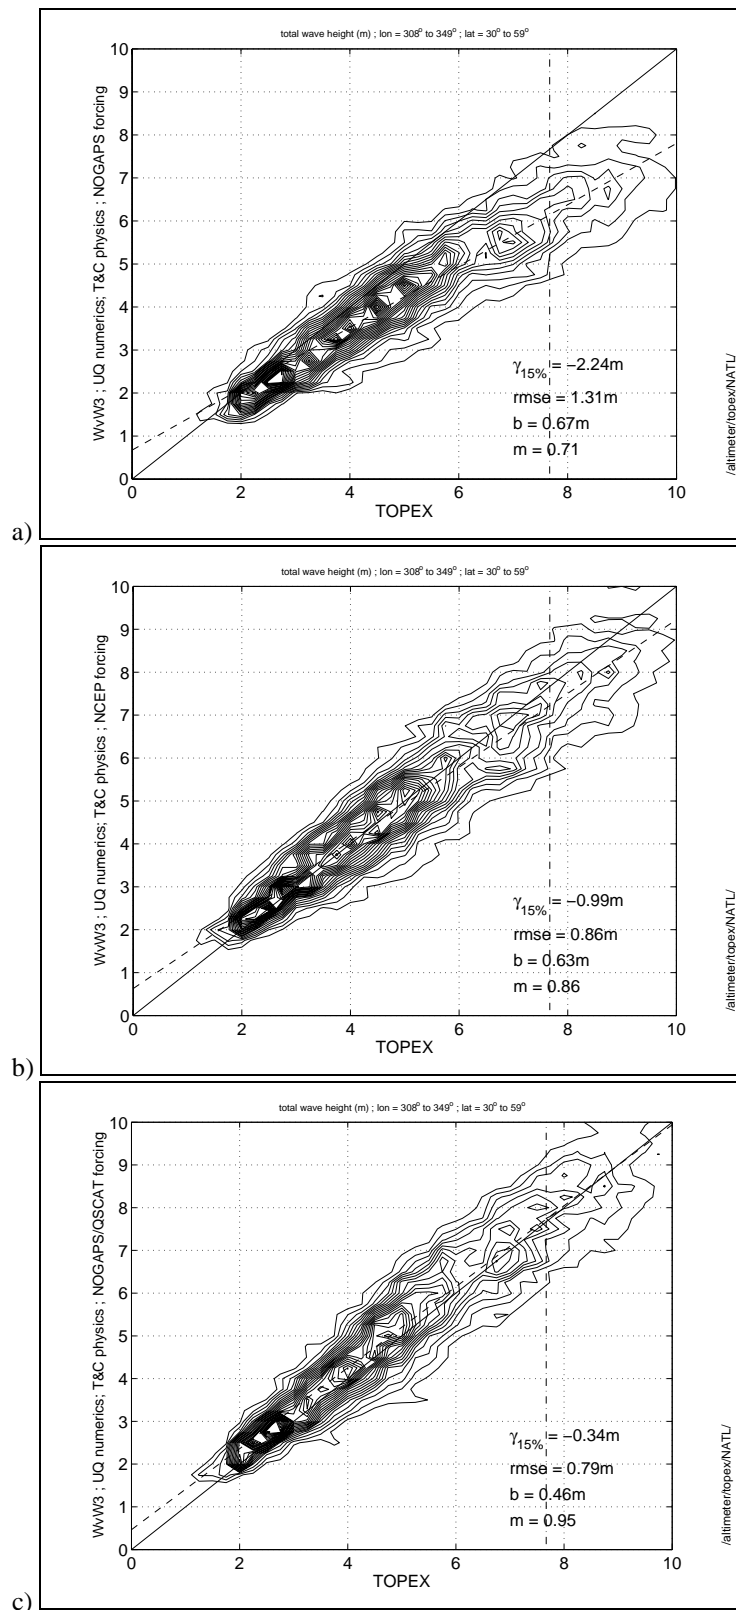 total wave height (m) ; lon = 308° to 349° ; lat = 30° to 59°
10
9
8
7
6
5
4
3
2
1
0
WvW3 ; UQ numerics; T&C physics ; NOGAPS forcing
γ15% = −2.24m
rmse = 1.31m
b = 0.67m
m = 0.71
/altimeter/topex/NATL/
0 2 4 6 8 10
TOPEX
a)
total wave height (m) ; lon = 308° to 349° ; lat = 30° to 59°
10
9
8
7
6
5
4
3
2
1
0
WvW3 ; UQ numerics; T&C physics ; NCEP forcing
γ15% = −0.99m
rmse = 0.86m
b = 0.63m
m = 0.86
/altimeter/topex/NATL/
0 2 4 6 8 10
TOPEX
b)
total wave height (m) ; lon = 308° to 349° ; lat = 30° to 59°
10
9
8
7
6
5
4
3
2
1
0
WvW3 ; UQ numerics; T&C physics ; NOGAPS/QSCAT forcing
γ15% = −0.34m
rmse = 0.79m
b = 0.46m
m = 0.95
/altimeter/topex/NATL/
0 2 4 6 8 10
TOPEX
c)